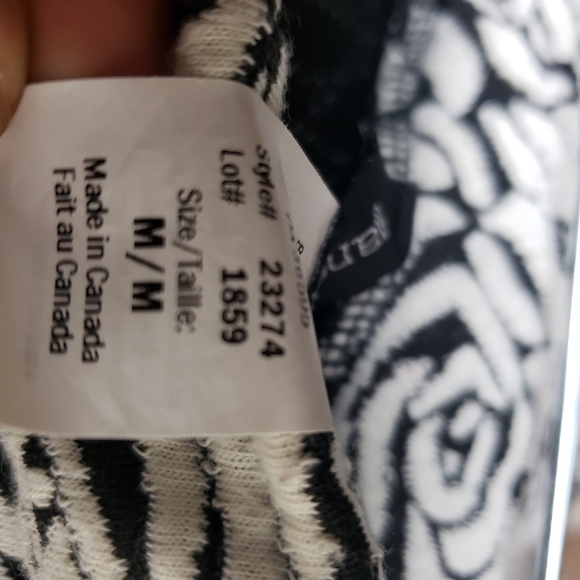 Style# 23274
Lot# 1859
Size/Taille:
M/M
Made in Canada
Fait au Canada